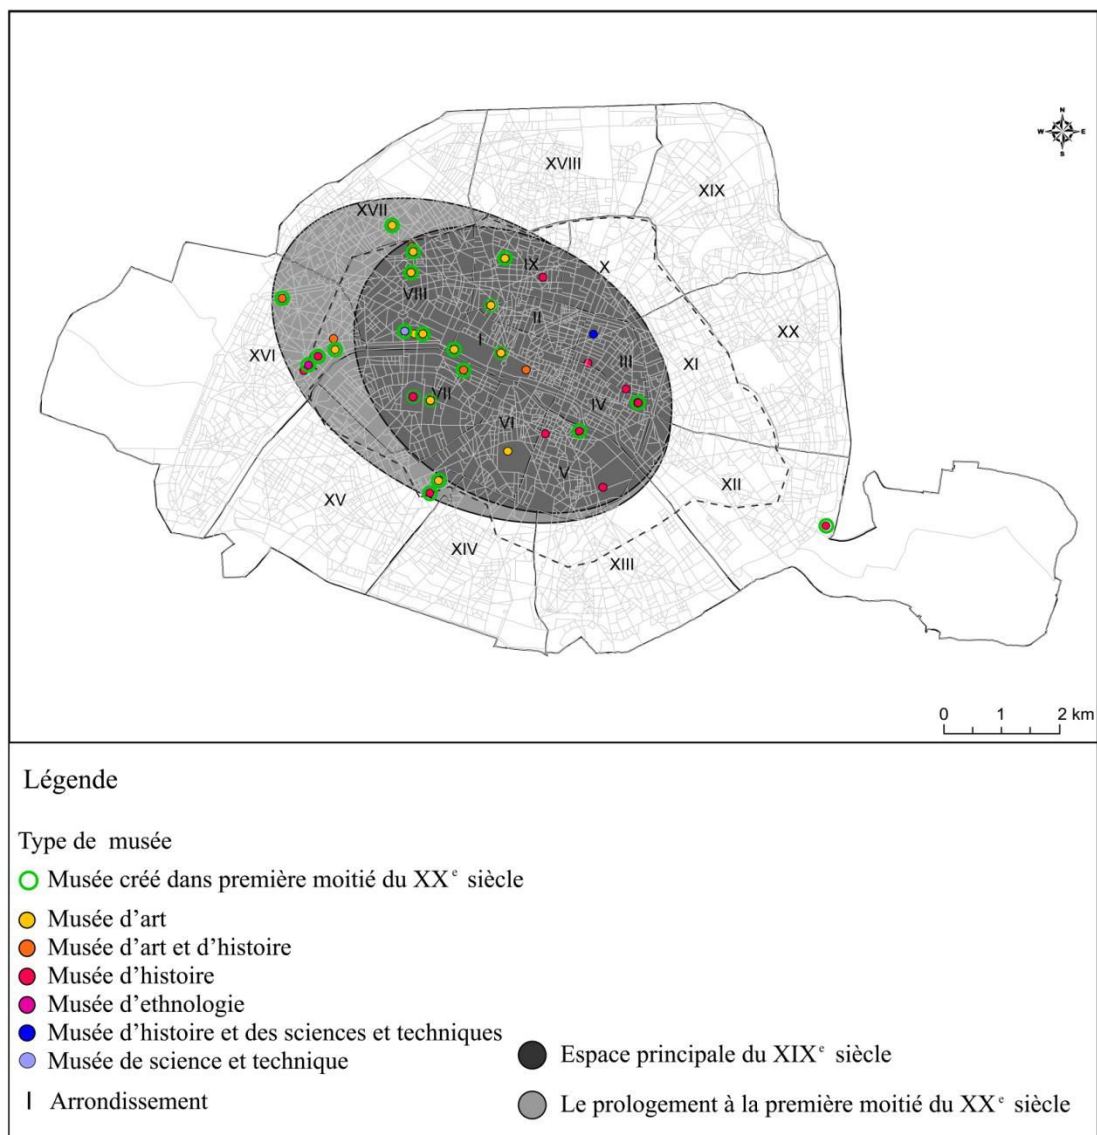 N
W E
S
XVIII
XIX
XVII
IX
X
VIII
II
XX
I
III
XI
XVI
VII
IV
VI
V
XII
XV
XIV
XIII
0 1 2 km
Légende
Type de musée
Musée créé dans première moitié du XXe siècle
Musée d'art
Musée d'art et d'histoire
Musée d'histoire
Musée d'ethnologie
Musée d'histoire et des sciences et techniques
Musée de science et technique
I Arrondissement
Espace principale du XIXe siècle
Le prologement à la première moitié du XXe siècle